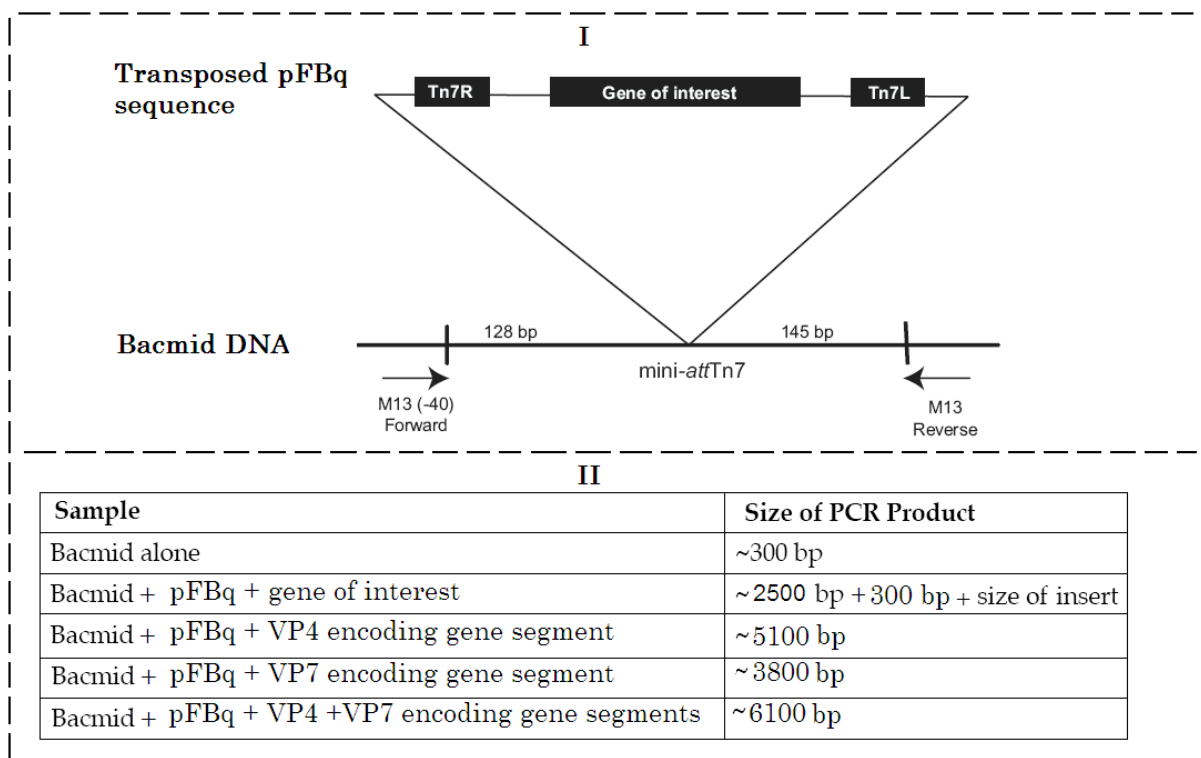 I
Transposed pFBq
sequence
Tn7R
Gene of interest
Tn7L
Bacmid DNA
128 bp
145 bp
mini-attTn7
M13 (-40)
Forward
M13
Reverse
II
Sample
Size of PCR Product
Bacmid alone
~300 bp
Bacmid + pFBq + gene of interest
~2500 bp +300 bp + size of insert
Bacmid + pFBq + VP4 encoding gene segment
~5100 bp
Bacmid + pFBq + VP7 encoding gene segment
~3800 bp
Bacmid + pFBq + VP4 +VP7 encoding gene segments
~6100 bp